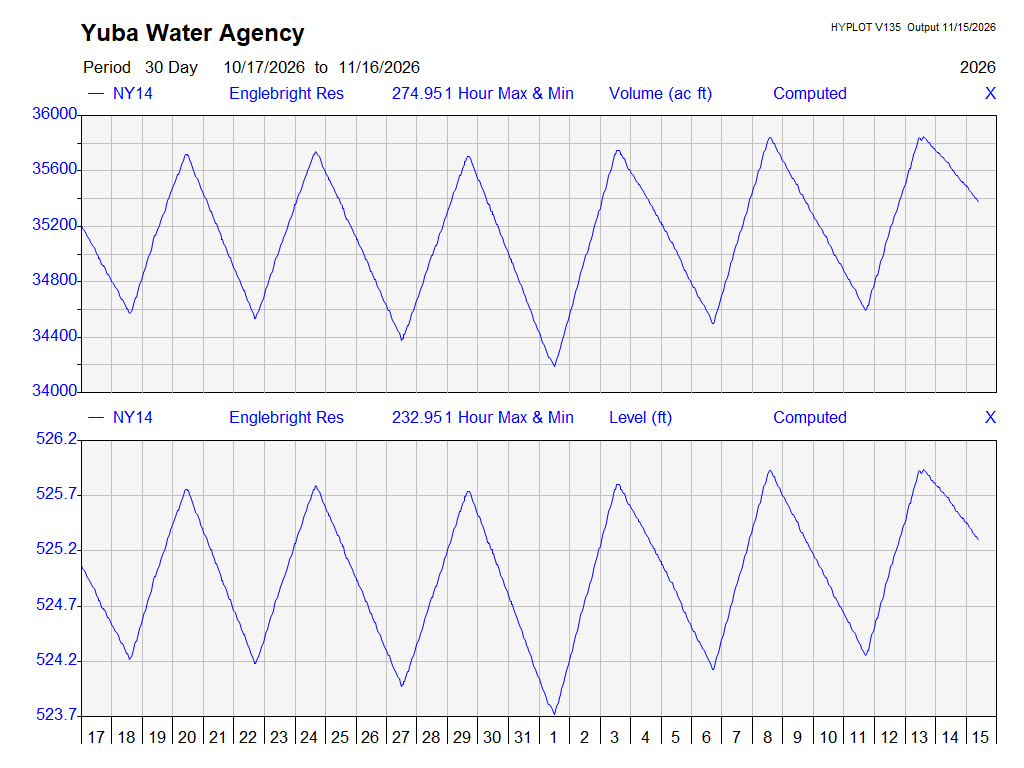 Yuba Water Agency
HYPLOT V135 Output 11/15/2026
Period 30 Day 10/17/2026 to 11/16/2026 2026
NY14 Englebright Res 274.951 Hour Max & Min Volume (ac ft) Computed X
36000
35600
35200
34800
34400
34000
NY14 Englebright Res 232.951 Hour Max & Min Level (ft) Computed X
526.2
525.7
525.2
524.7
524.2
523.7
17 18 19 20 21 22 23 24 25 26 27 28 29 30 31 1 2 3 4 5 6 7 8 9 10 11 12 13 14 15